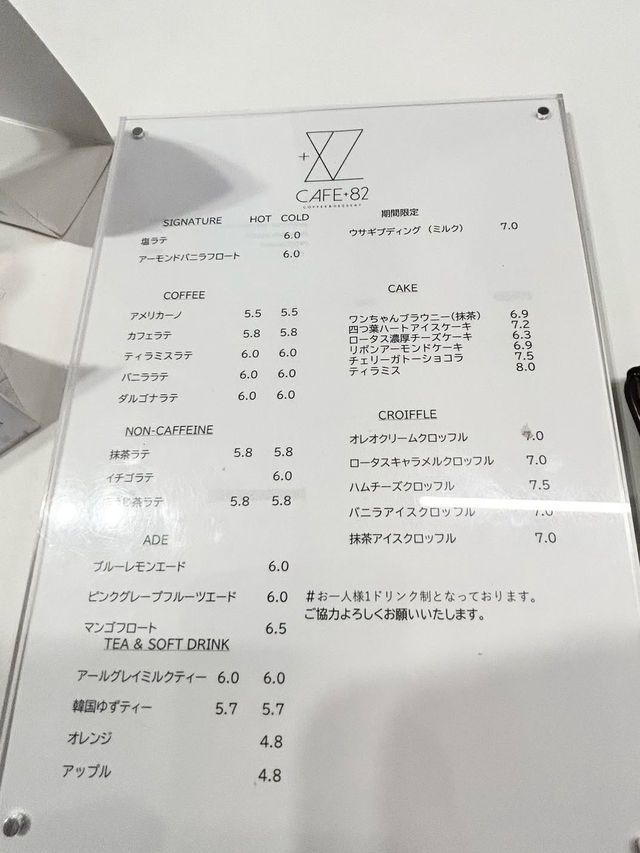 +82
CAFE+82
COFFEE & DESSERT
SIGNATURE HOT COLD
塩ラテ 6.0
アーモンドバニラフロート 6.0
COFFEE
アメリカーノ 5.5 5.5
カフェラテ 5.8 5.8
ティラミスラテ 6.0 6.0
バニララテ 6.0 6.0
ダルゴナラテ 6.0 6.0
NON-CAFFEINE
抹茶ラテ 5.8 5.8
イチゴラテ 6.0
茶ラテ 5.8 5.8
ADE
ブルーレモンエード 6.0
ピンクグレープフルーツエード 6.0
マンゴフロート 6.5
TEA & SOFT DRINK
アールグレイミルクティー 6.0 6.0
韓国ゆずティー 5.7 5.7
オレンジ 4.8
アップル 4.8
期間限定
ウサギプディング（ミルク） 7.0
CAKE
ワンちゃんブラウニー（抹茶） 6.9
四つ葉ハートアイスケーキ 7.2
ロータス濃厚チーズケーキ 6.3
リボンアーモンドケーキ 6.9
チェリーガトーショコラ 7.5
ティラミス 8.0
CROIFFLE
オレオクリームクロッフル 7.0
ロータスキャラメルクロッフル 7.0
ハムチーズクロッフル 7.5
バニラアイスクロッフル 7.0
抹茶アイスクロッフル 7.0
#お一人様1ドリンク制となっております。
ご協力よろしくお願いいたします。